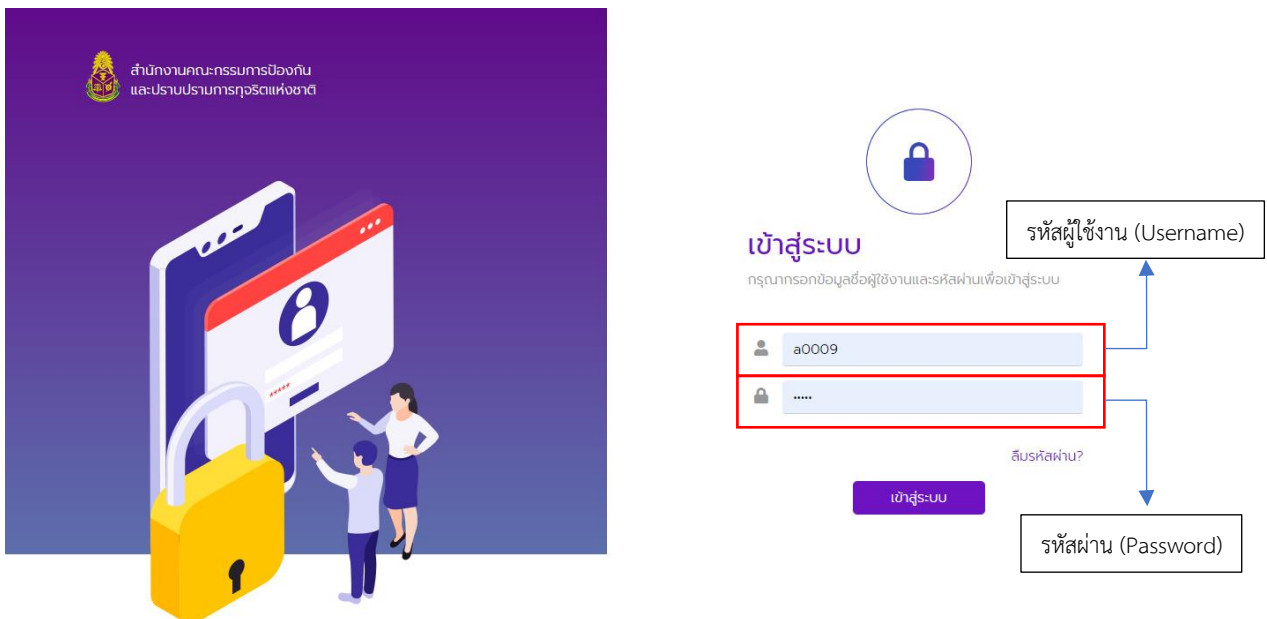 สำนักงานคณะกรรมการป้องกัน
และปราบปรามการทุจริตแห่งชาติ
รหัสผู้ใช้งาน (Username)
เข้าสู่ระบบ
กรุณากรอกข้อมูลชื่อผู้ใช้งานและรหัสผ่านเพื่อเข้าสู่ระบบ
a0009
•••••
ลืมรหัสผ่าน?
เข้าสู่ระบบ
รหัสผ่าน (Password)